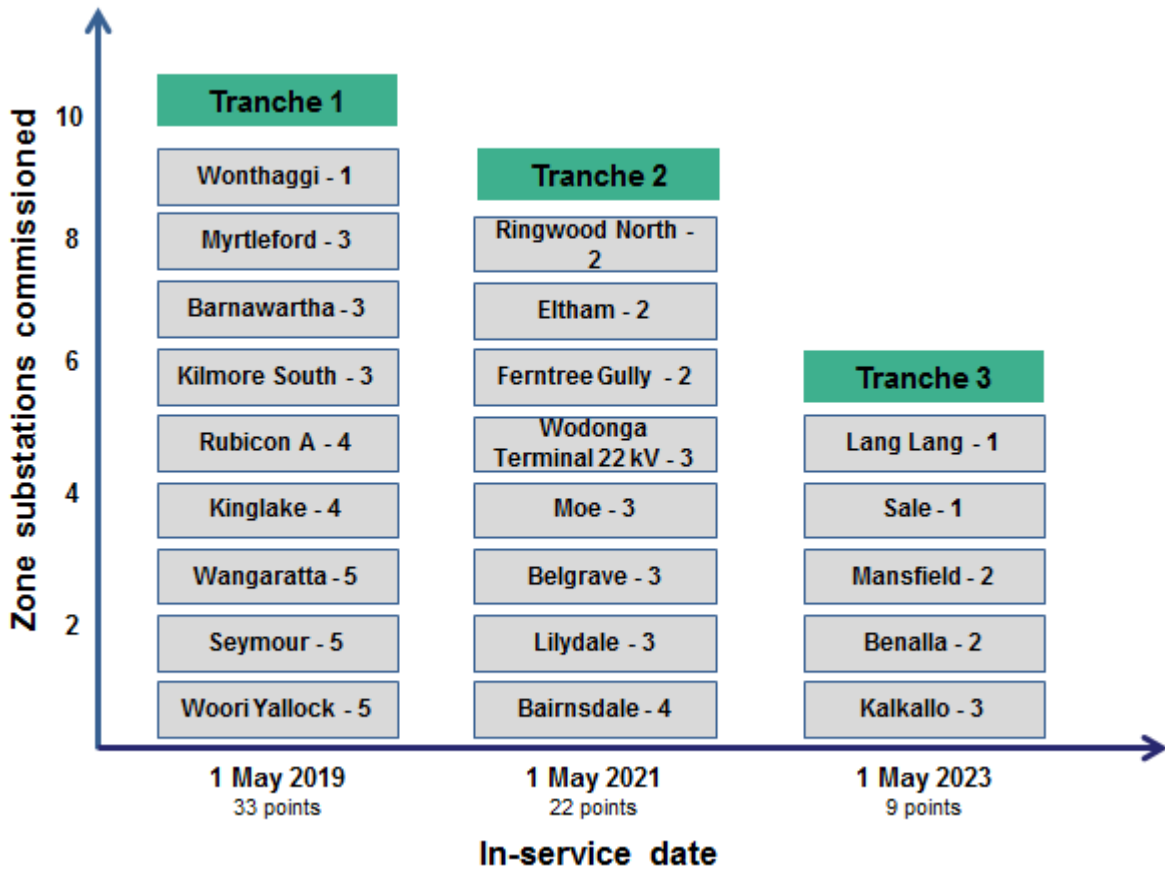 Zone substations commissioned
10
8
6
4
2
Tranche 1
Wonthaggi - 1
Myrtleford - 3
Barnawartha - 3
Kilmore South - 3
Rubicon A - 4
Kinglake - 4
Wangaratta - 5
Seymour - 5
Woori Yallock - 5
Tranche 2
Ringwood North -
2
Eltham - 2
Ferntree Gully - 2
Wodonga
Terminal 22 kV - 3
Moe - 3
Belgrave - 3
Lilydale - 3
Bairnsdale - 4
Tranche 3
Lang Lang - 1
Sale - 1
Mansfield - 2
Benalla - 2
Kalkallo - 3
1 May 2019
33 points
1 May 2021
22 points
1 May 2023
9 points
In-service date